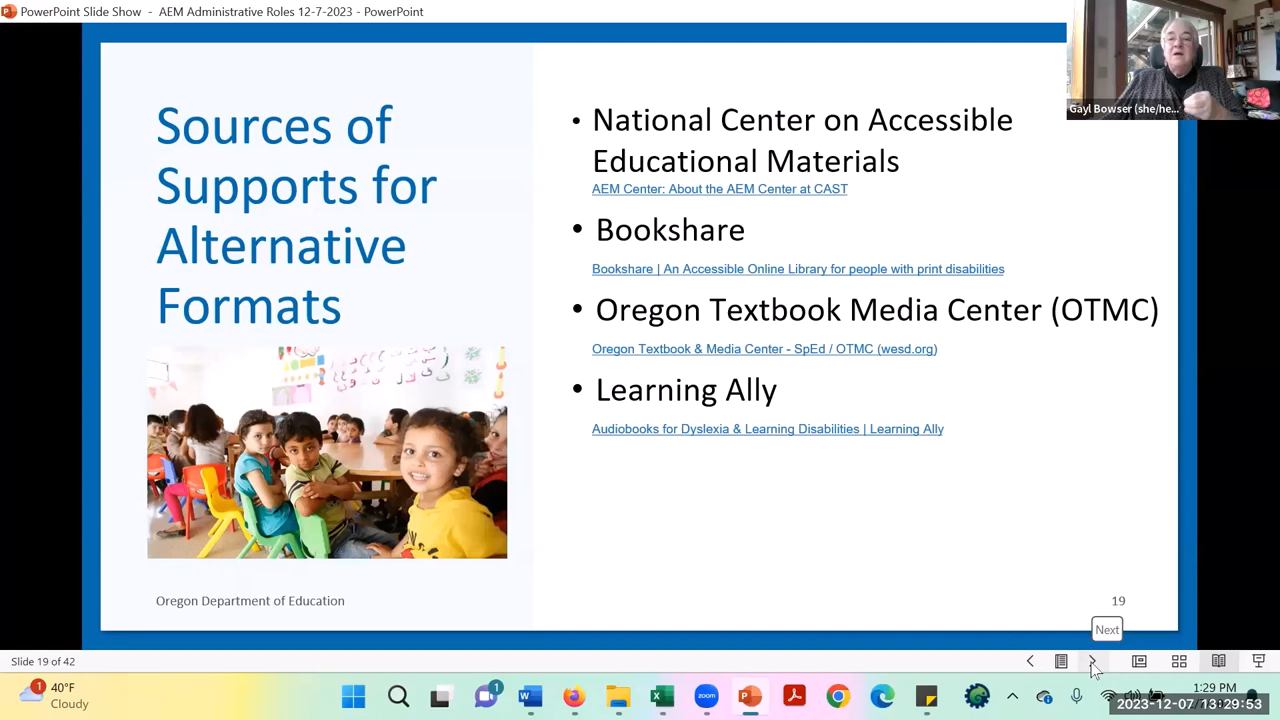 PowerPoint Slide Show - AEM Administrative Roles 12-7-2023 - PowerPoint
Gayl Bowser (she/he...
Sources of
Supports for
Alternative
Formats
• National Center on Accessible
Educational Materials
AEM Center: About the AEM Center at CAST
• Bookshare
Bookshare | An Accessible Online Library for people with print disabilities
• Oregon Textbook Media Center (OTMC)
Oregon Textbook & Media Center - SpEd / OTMC (wesd.org)
• Learning Ally
Audiobooks for Dyslexia & Learning Disabilities | Learning Ally
Oregon Department of Education
19
Next
Slide 19 of 42
1
40°F
Cloudy
1
zoom
1:29 PM
2023-12-07 13:29:53